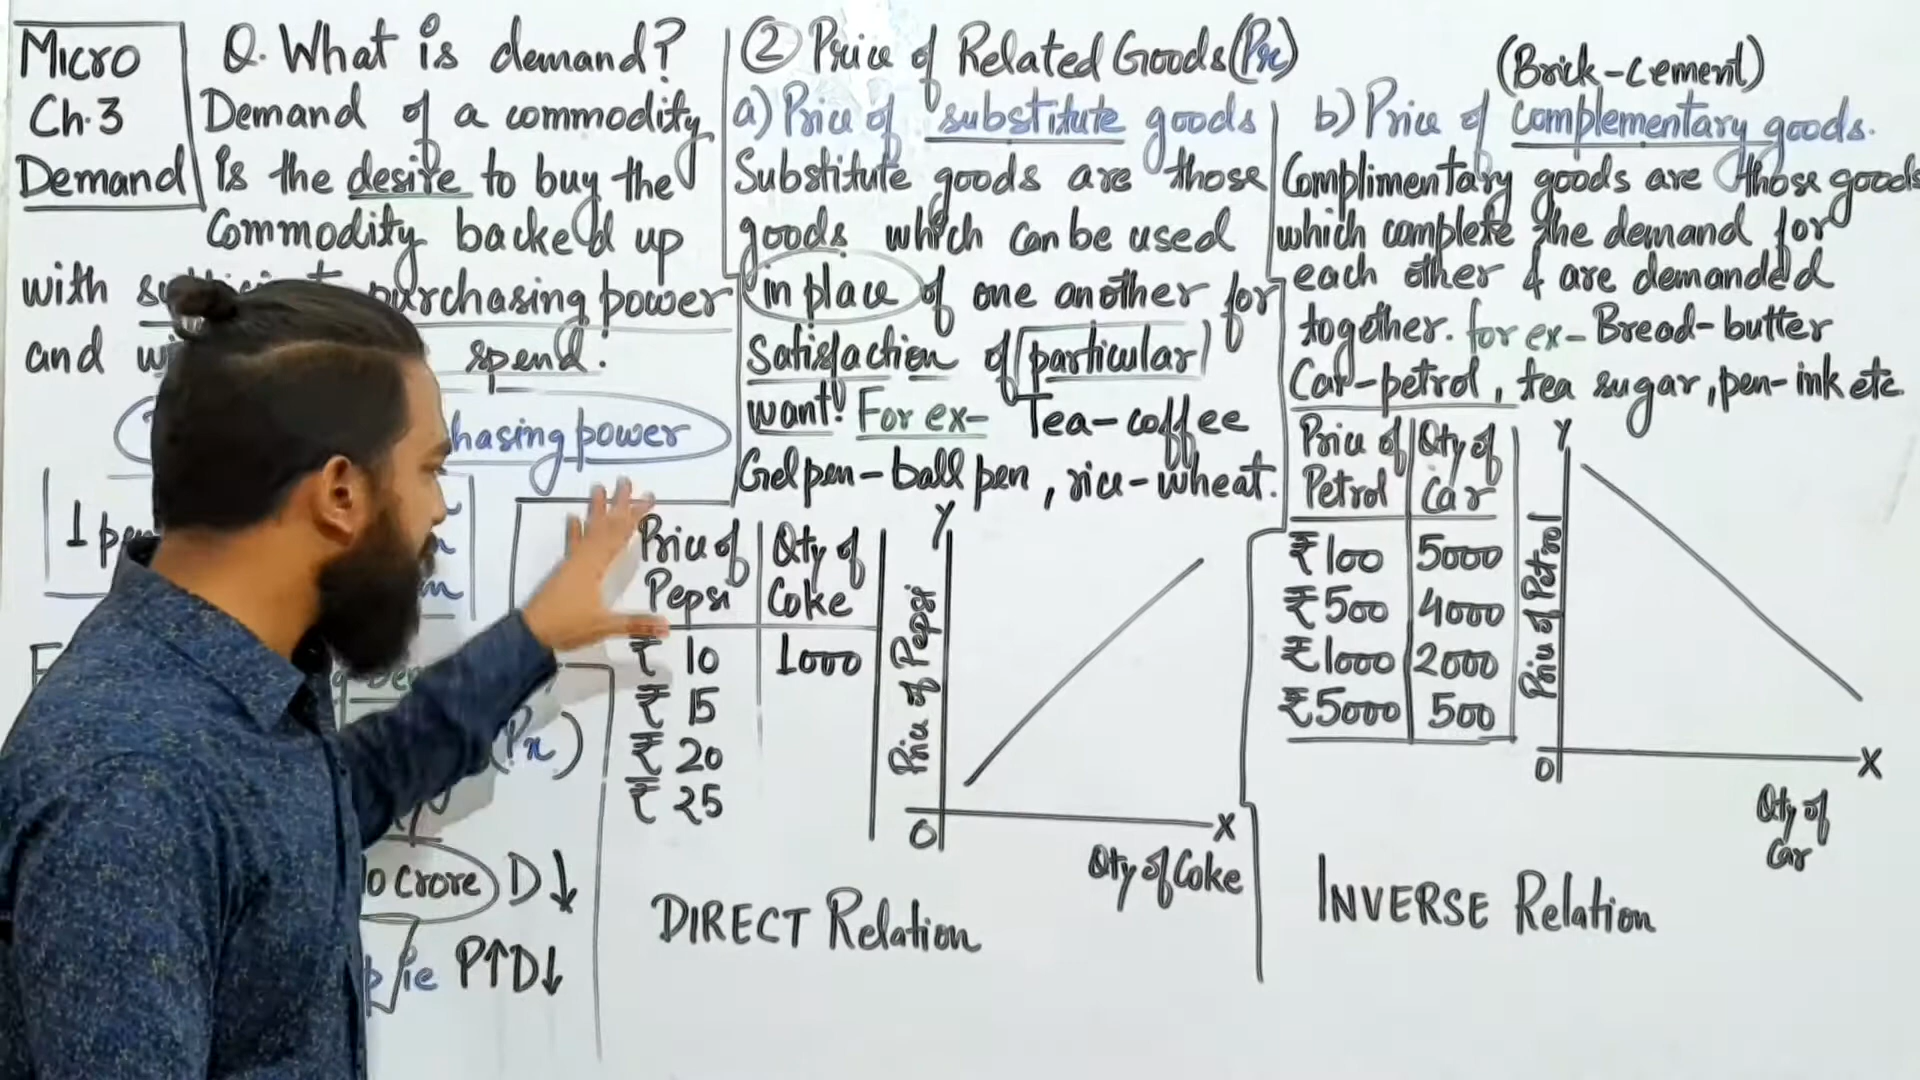 Micro
Ch.3
Demand
Q. What is demand?
Demand of a commodity
is the desire to buy the
commodity backed up
with purchasing power
and spend.
hasing power
1 pen
(Px)
10 crore D↓
P↑D↓
② Price of Related Goods (Pr)
a) Price of substitute goods
Substitute goods are those
goods which can be used
in place of one another for
satisfaction of particular
want. For ex- Tea-coffee
Gel pen-ball pen, rice-wheat.
Price of Pepsi | Qty of Coke
₹ 10 | 1000
₹ 15
₹ 20
₹ 25
Y
Price of Pepsi
O
X
Qty of Coke
DIRECT Relation
(Brick-cement)
b) Price of complementary goods.
Complimentary goods are those goods
which complete the demand for
each other & are demanded
together. for ex- Bread-butter
Car-petrol, tea sugar, pen-ink etc
Price of Petrol | Qty of Car
₹100 | 5000
₹500 | 4000
₹1000 | 2000
₹5000 | 500
Y
Price of Petrol
O
X
Qty of Car
INVERSE Relation